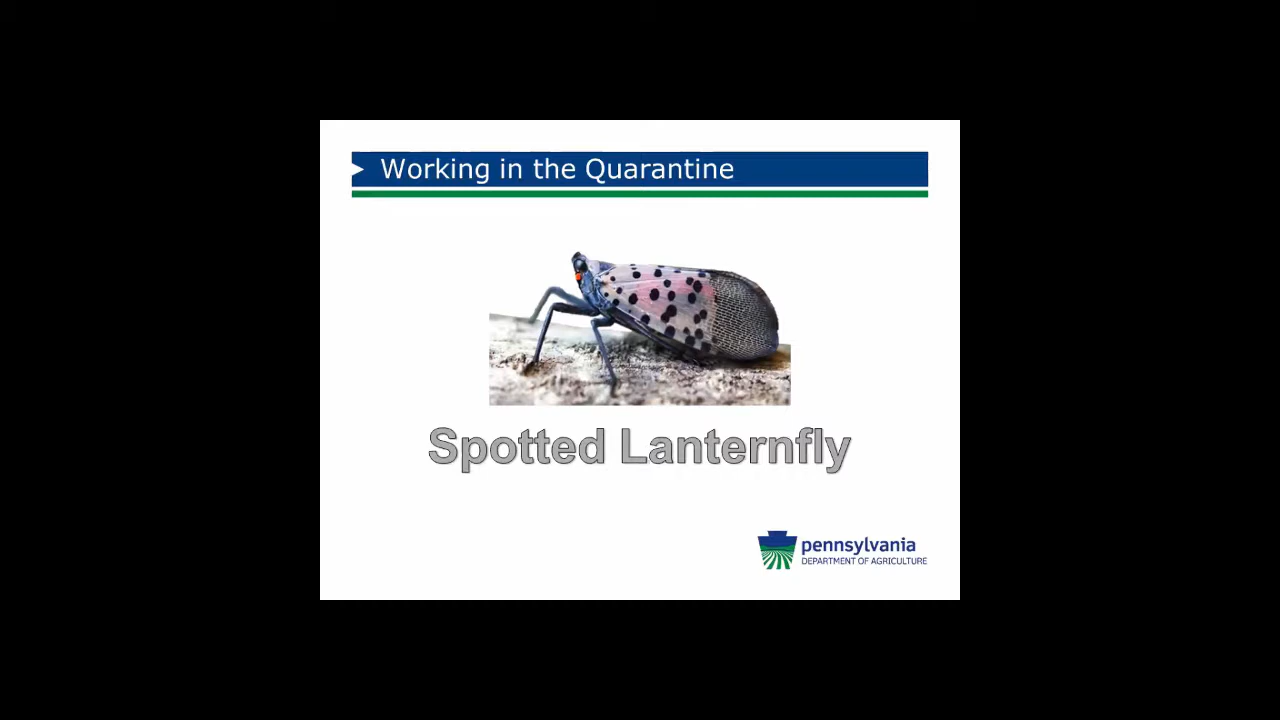 Working in the Quarantine
Spotted Lanternfly
pennsylvania
DEPARTMENT OF AGRICULTURE